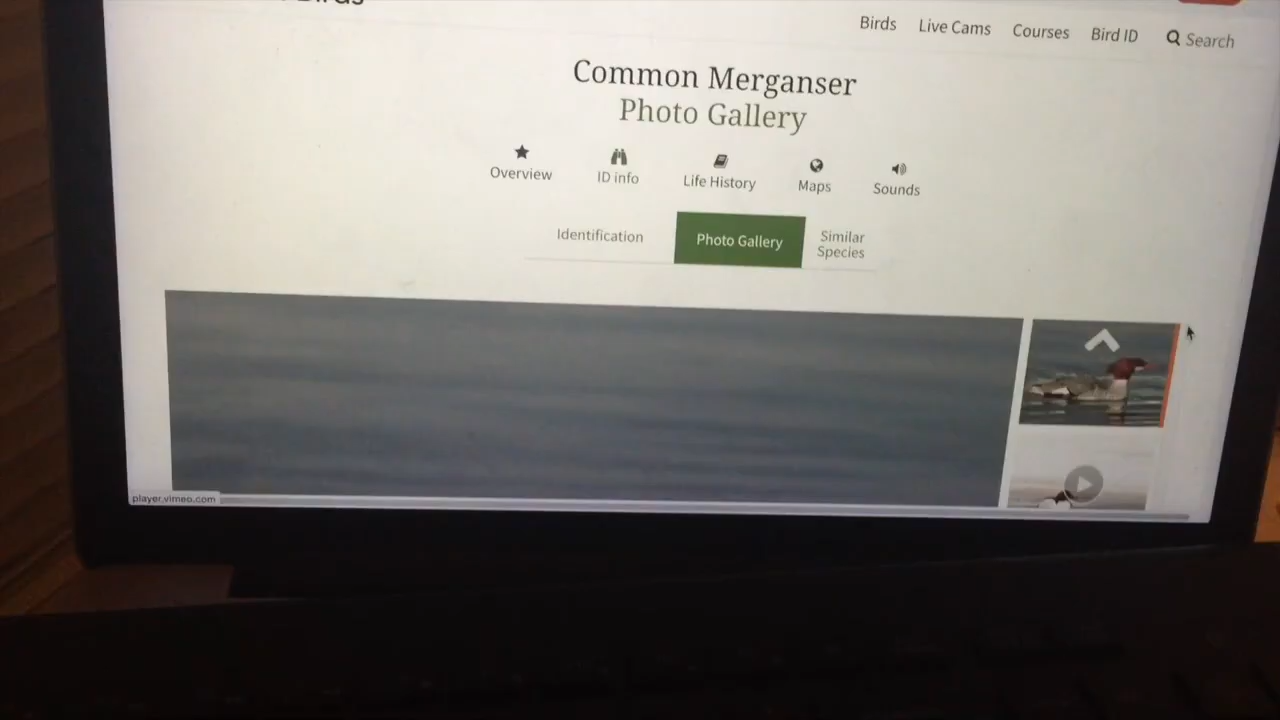 Birds
Birds Live Cams Courses Bird ID Search
Common Merganser
Photo Gallery
Overview ID info Life History Maps Sounds
Identification Photo Gallery Similar
Species
player.vimeo.com